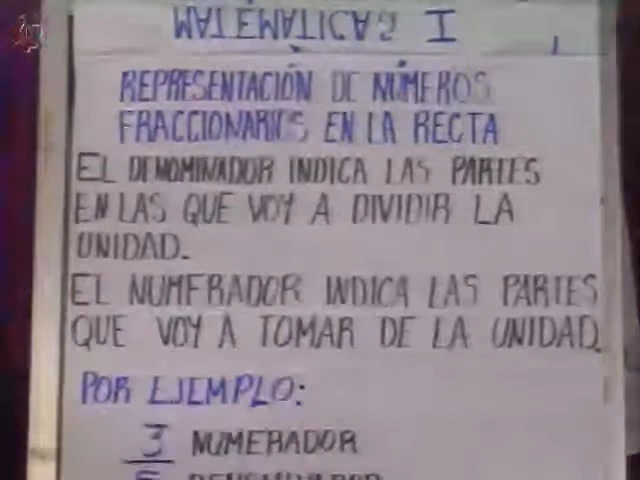 MATEMATICAS I
REPRESENTACIÓN DE NÚMEROS
FRACCIONARIOS EN LA RECTA
EL DENOMINADOR INDICA LAS PARTES
EN LAS QUE VOY A DIVIDIR LA
UNIDAD.
EL NUMERADOR INDICA LAS PARTES
QUE VOY A TOMAR DE LA UNIDAD
POR EJEMPLO:
3 NUMERADOR
DENOMINADOR